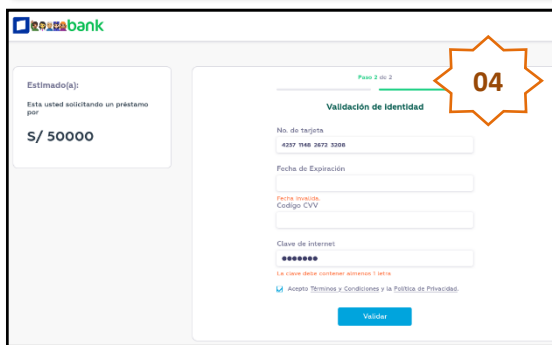 bank
Estimado(a):
Esta usted solicitando un préstamo
por
S/ 50000
Paso 2 de 2
04
Validación de Identidad
No. de tarjeta
4237 1148 3672 3208
Fecha de Expiración
Fecha Invalida
Codigo CVV
Clave de internet
La clave debe contener almenos 1 letra
Acepto Términos y Condiciones y la Política de Privacidad.
Validar